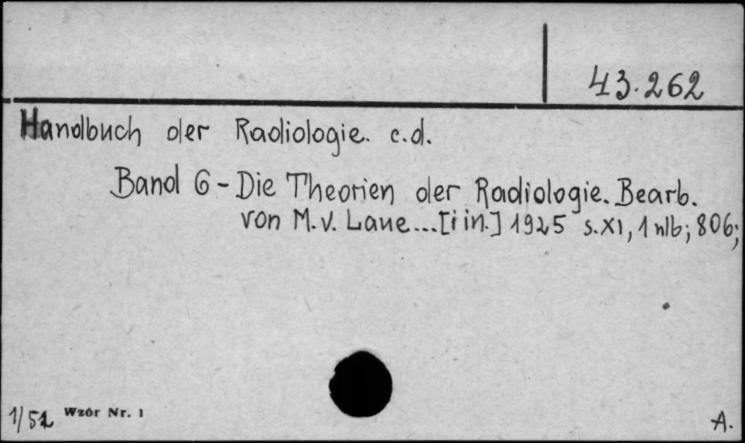 43.262
Handbuch der Radiologie. c.d.
Band 6 - Die Theorien der Radiologie. Bearb.
von M.v. Laue...[i in.] 1925 s.XI, 1 nlb; 806;
1/52 Wzór Nr. 1
A.